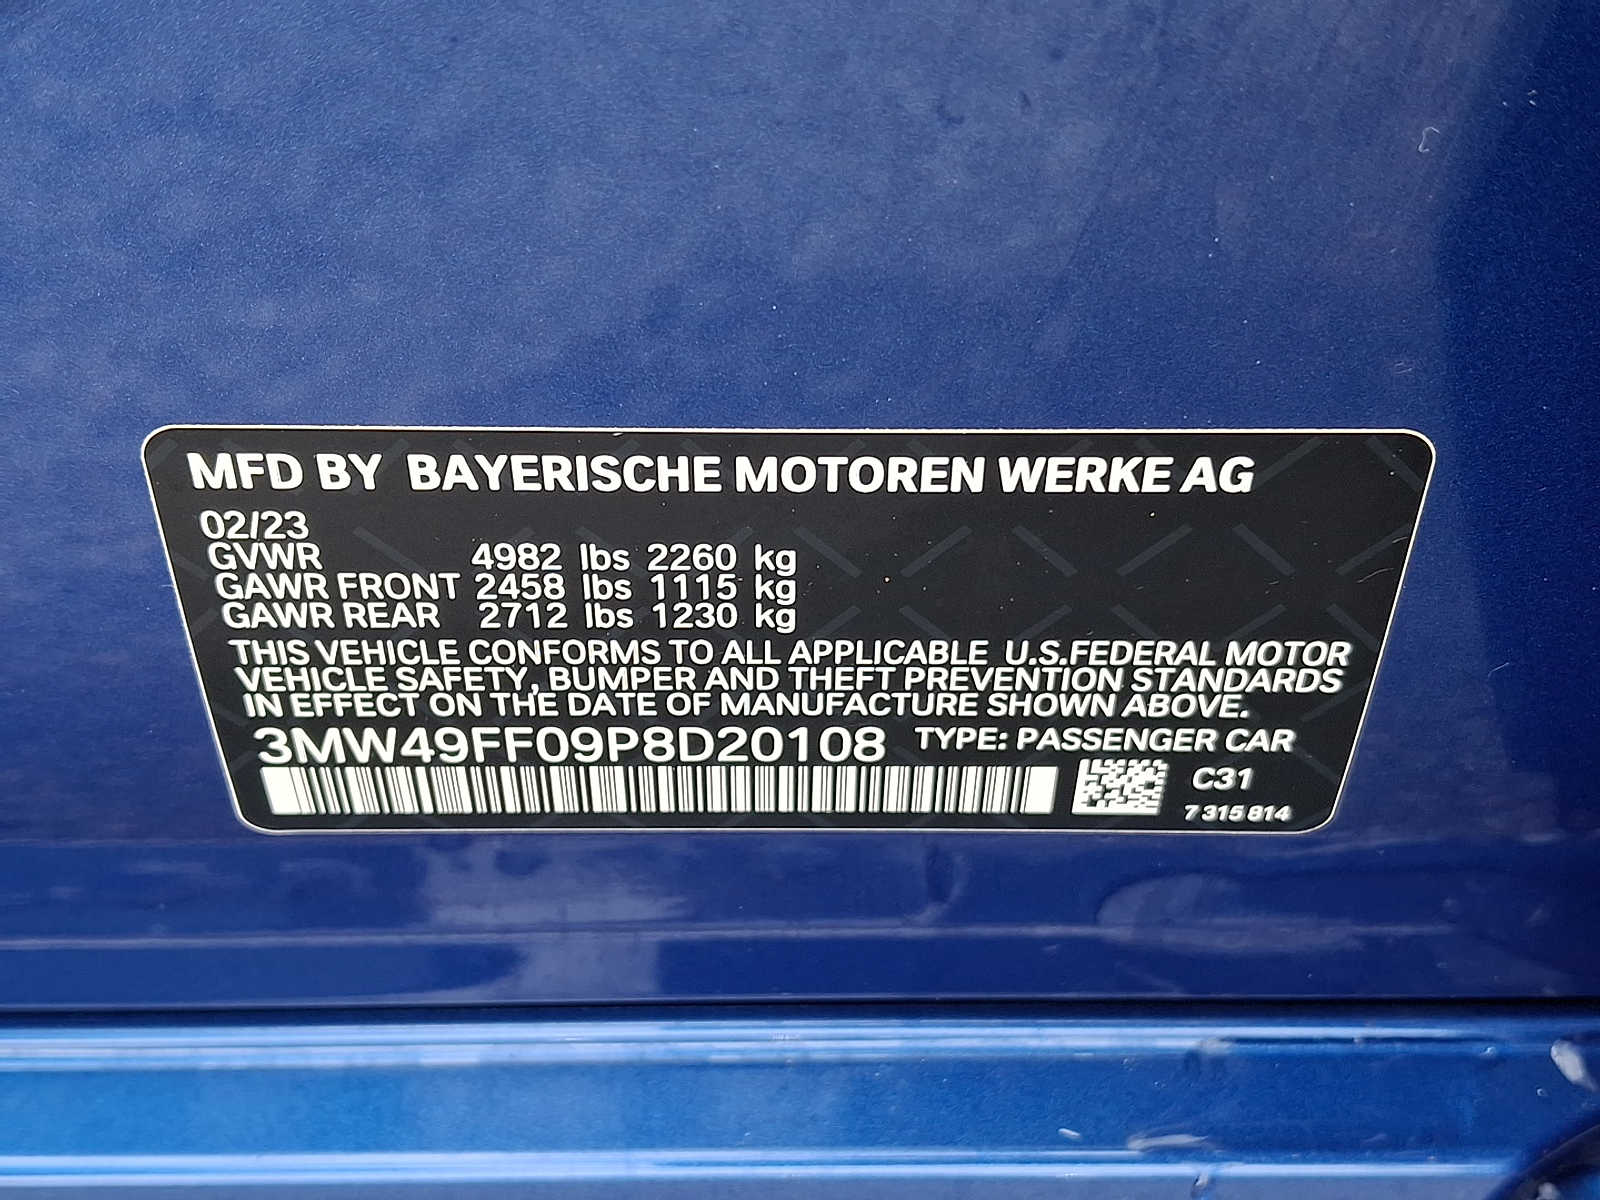 MFD BY BAYERISCHE MOTOREN WERKE AG
02/23
GVWR 4982 lbs 2260 kg
GAWR FRONT 2458 lbs 1115 kg
GAWR REAR 2712 lbs 1230 kg
THIS VEHICLE CONFORMS TO ALL APPLICABLE U.S.FEDERAL MOTOR
VEHICLE SAFETY, BUMPER AND THEFT PREVENTION STANDARDS
IN EFFECT ON THE DATE OF MANUFACTURE SHOWN ABOVE.
3MW49FF09P8D20108 TYPE: PASSENGER CAR
C31
7 315 814